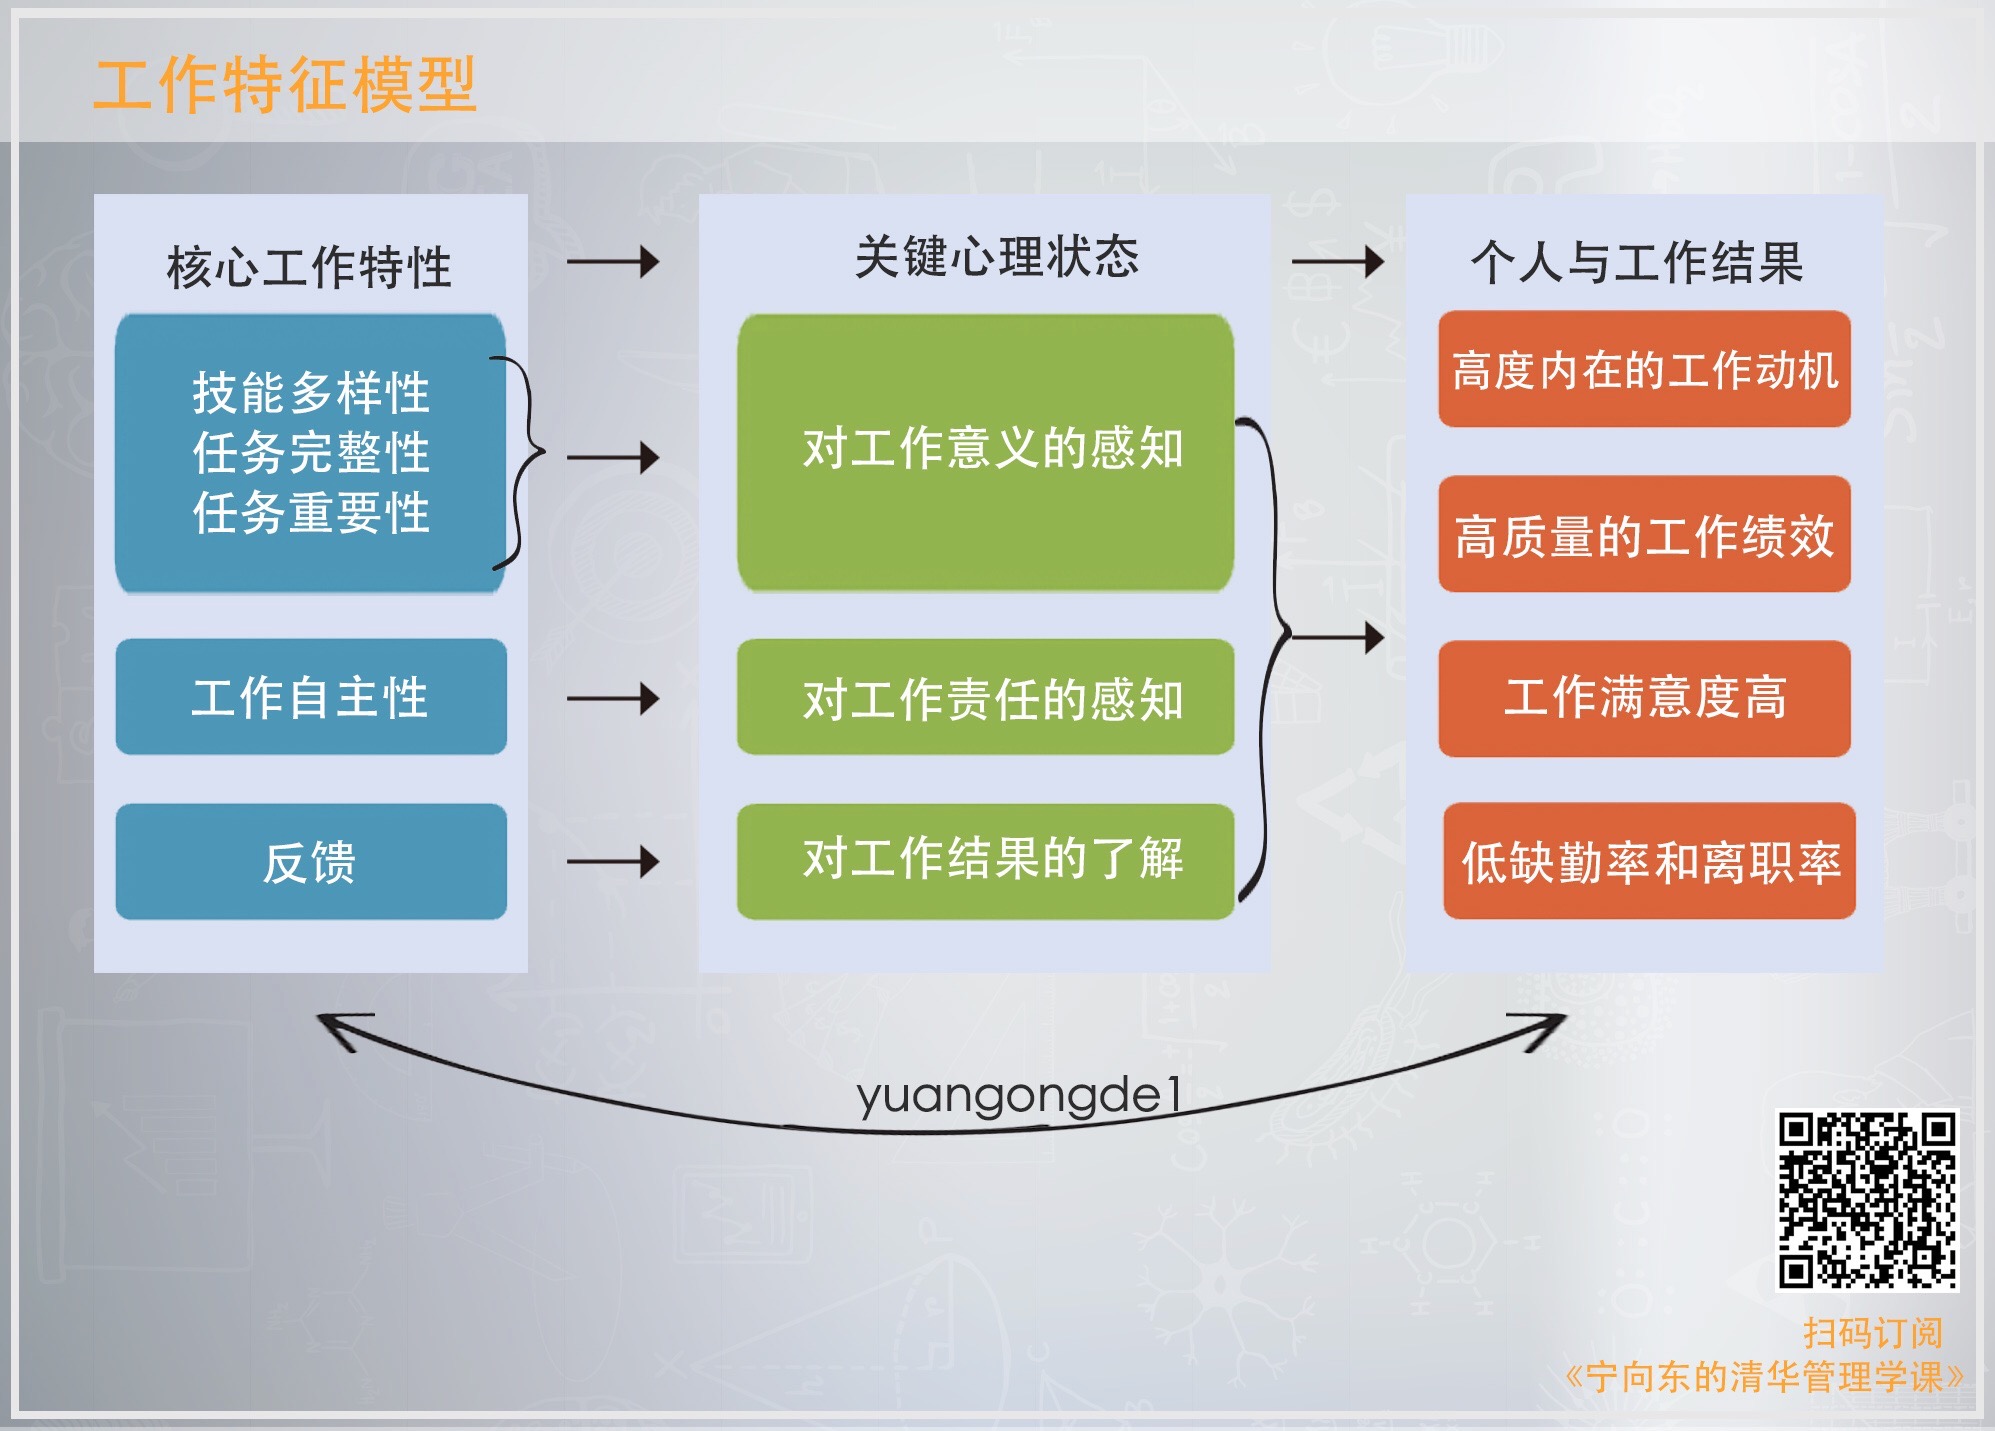 工作特征模型
核心工作特性
技能多样性
任务完整性
任务重要性
工作自主性
反馈
关键心理状态
对工作意义的感知
对工作责任的感知
对工作结果的了解
个人与工作结果
高度内在的工作动机
高质量的工作绩效
工作满意度高
低缺勤率和离职率
yuangongde1
扫码订阅
《宁向东的清华管理学课》